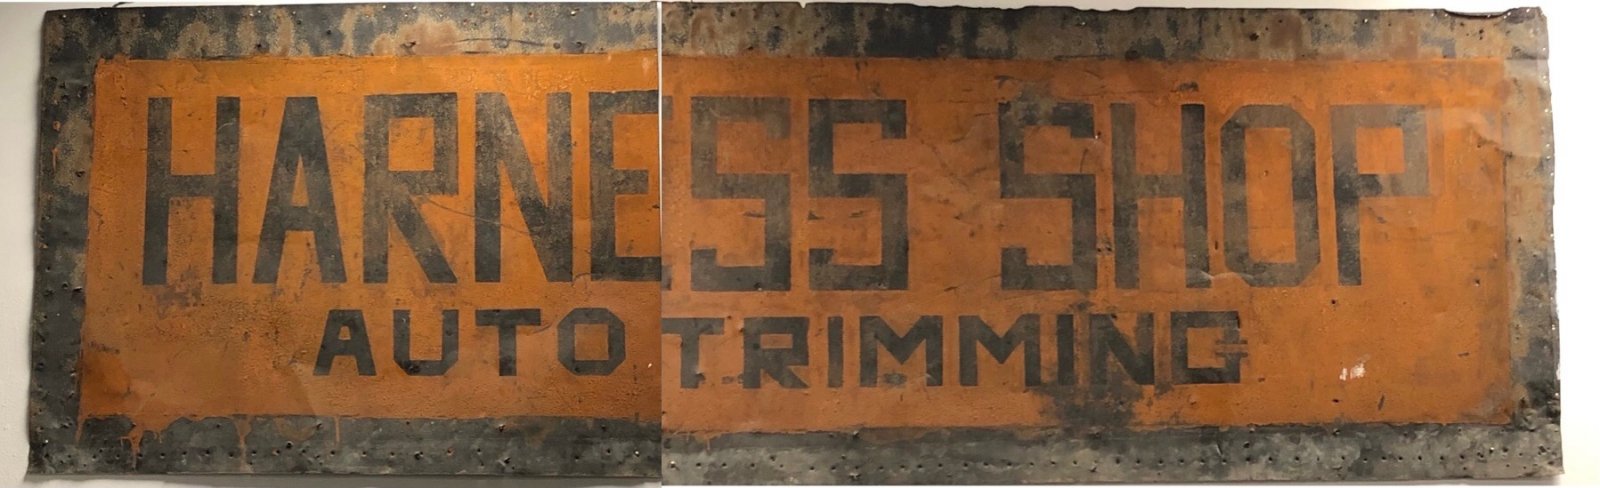 HARNESS SHOP
AUTO TRIMMING